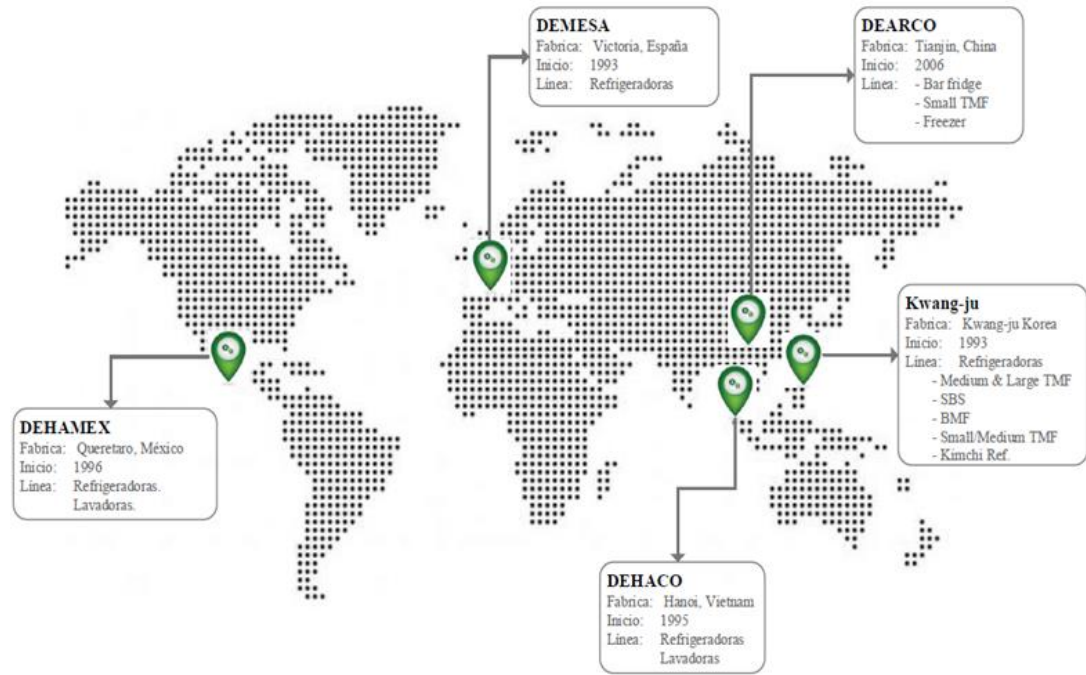 DEMESA
Fabrica: Victoria, España
Inicio: 1993
Línea: Refrigeradoras
DEARCO
Fabrica: Tianjin, China
Inicio: 2006
Línea: - Bar fridge
- Small TMF
- Freezer
Kwang-ju
Fabrica: Kwang-ju Korea
Inicio: 1993
Línea: Refrigeradoras
- Medium & Large TMF
- SBS
- BMF
- Small/Medium TMF
- Kimchi Ref.
DEHAMEX
Fabrica: Queretaro, México
Inicio: 1996
Línea: Refrigeradoras.
Lavadoras.
DEHACO
Fabrica: Hanoi, Vietnam
Inicio: 1995
Línea: Refrigeradoras
Lavadoras